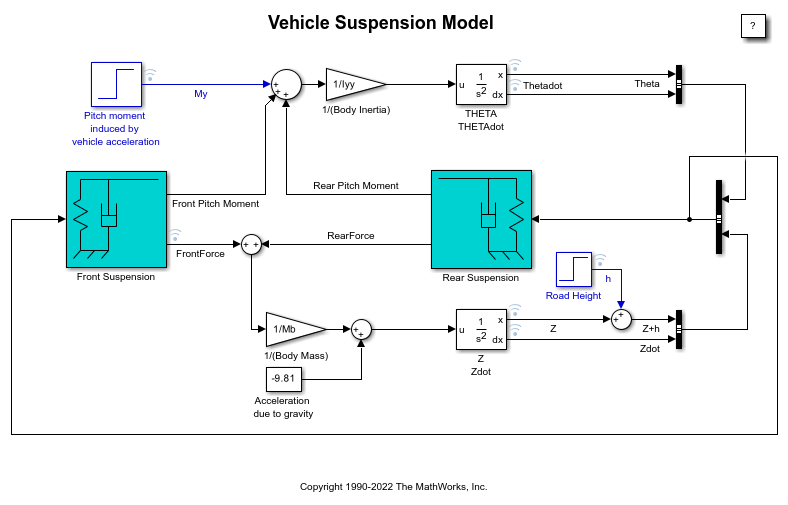 Vehicle Suspension Model
?
My
Pitch moment
induced by
vehicle acceleration
+
+
+
1/Iyy
1/(Body Inertia)
u
1
s2
x
dx
THETA
THETAdot
Thetadot
Theta
Front Pitch Moment
Rear Pitch Moment
FrontForce
RearForce
Front Suspension
Rear Suspension
+ +
h
Road Height
1/Mb
1/(Body Mass)
+
+
u
1
s2
x
dx
Z
Zdot
Z
+
+
Z+h
Zdot
-9.81
Acceleration
due to gravity
Copyright 1990-2022 The MathWorks, Inc.